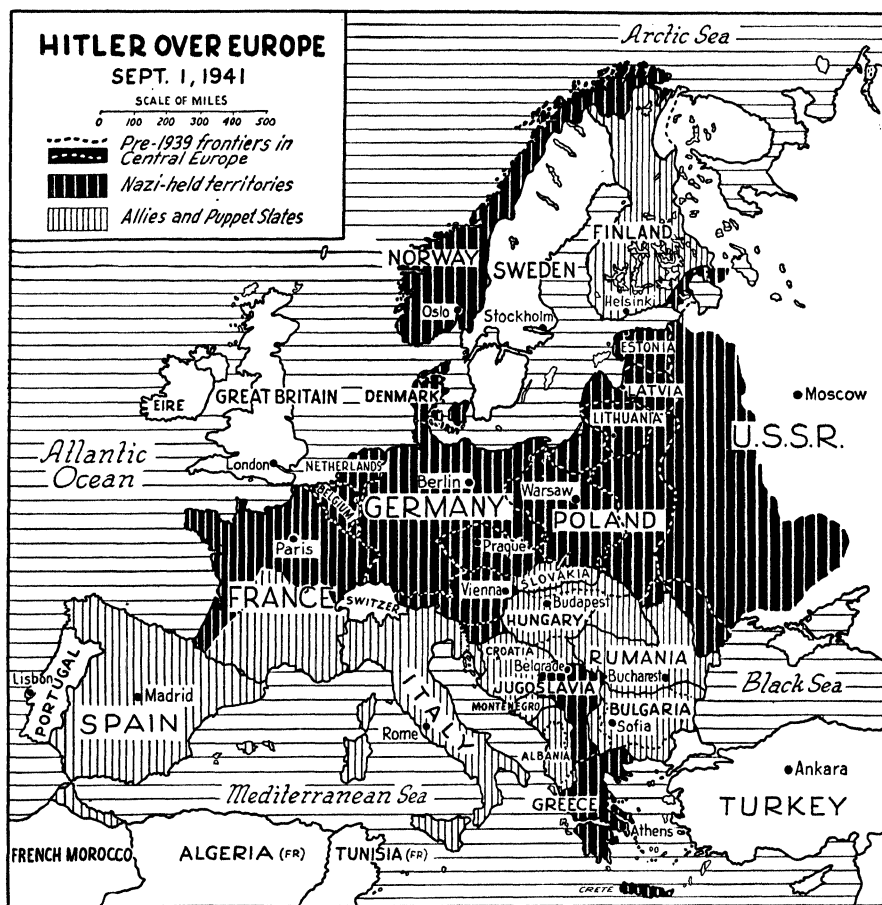 HITLER OVER EUROPE
SEPT. 1, 1941
SCALE OF MILES
0 100 200 300 400 500
Pre-1939 frontiers in
Central Europe
Nazi-held territories
Allies and Puppet States
Arctic Sea
NORWAY
SWEDEN
FINLAND
Helsinki
Oslo
Stockholm
ESTONIA
LATVIA
LITHUANIA
Moscow
U.S.S.R.
EIRE
GREAT BRITAIN
DENMARK
London
NETHERLANDS
BELGIUM
Atlantic
Ocean
Berlin
GERMANY
Warsaw
POLAND
Paris
Prague
FRANCE
SWITZER
Vienna
SLOVAKIA
Budapest
HUNGARY
CROATIA
Belgrade
RUMANIA
Bucharest
JUGOSLAVIA
MONTENEGRO
BULGARIA
Sofia
Black Sea
Lisbon
PORTUGAL
Madrid
SPAIN
ITALY
Rome
ALBANIA
GREECE
Athens
Ankara
TURKEY
Mediterranean Sea
FRENCH MOROCCO
ALGERIA (FR)
TUNISIA (FR)
CRETE